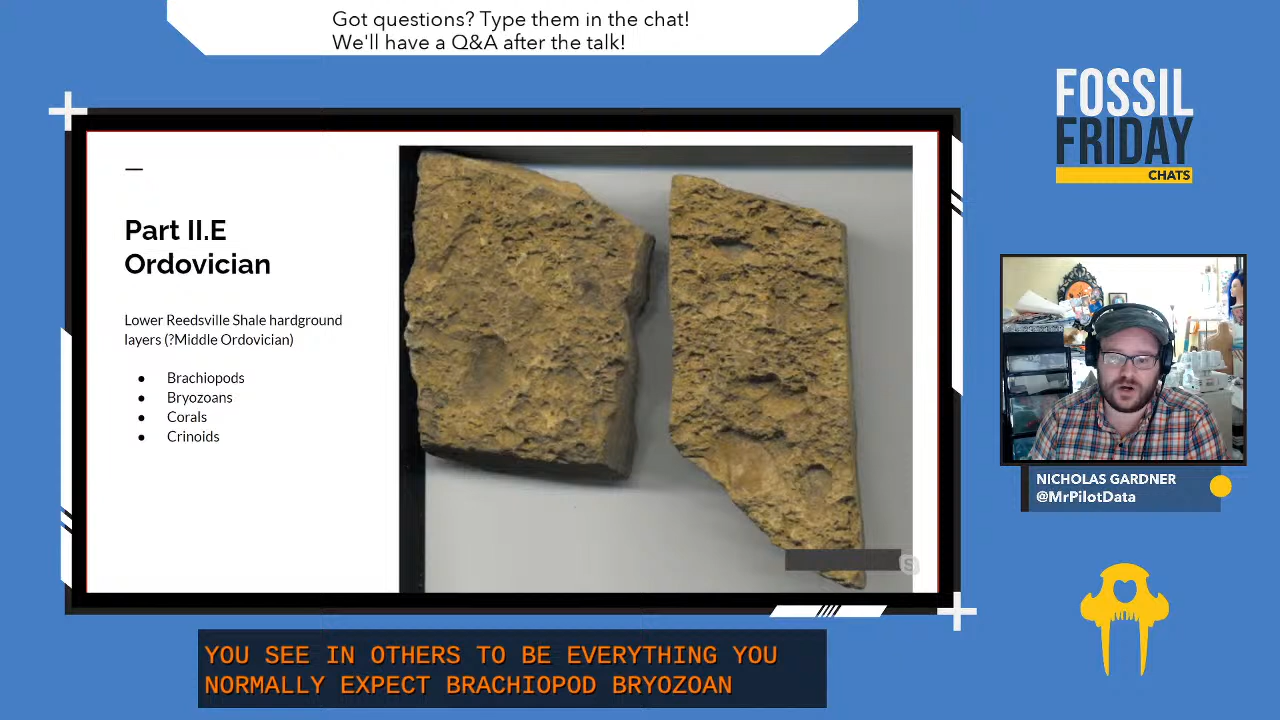 Got questions? Type them in the chat!
We'll have a Q&A after the talk!
FOSSIL
FRIDAY
CHATS
Part II.E
Ordovician
Lower Reedsville Shale hardground
layers (?Middle Ordovician)
● Brachiopods
● Bryozoans
● Corals
● Crinoids
S
NICHOLAS GARDNER
@MrPilotData
YOU SEE IN OTHERS TO BE EVERYTHING YOU
NORMALLY EXPECT BRACHIOPOD BRYOZOAN